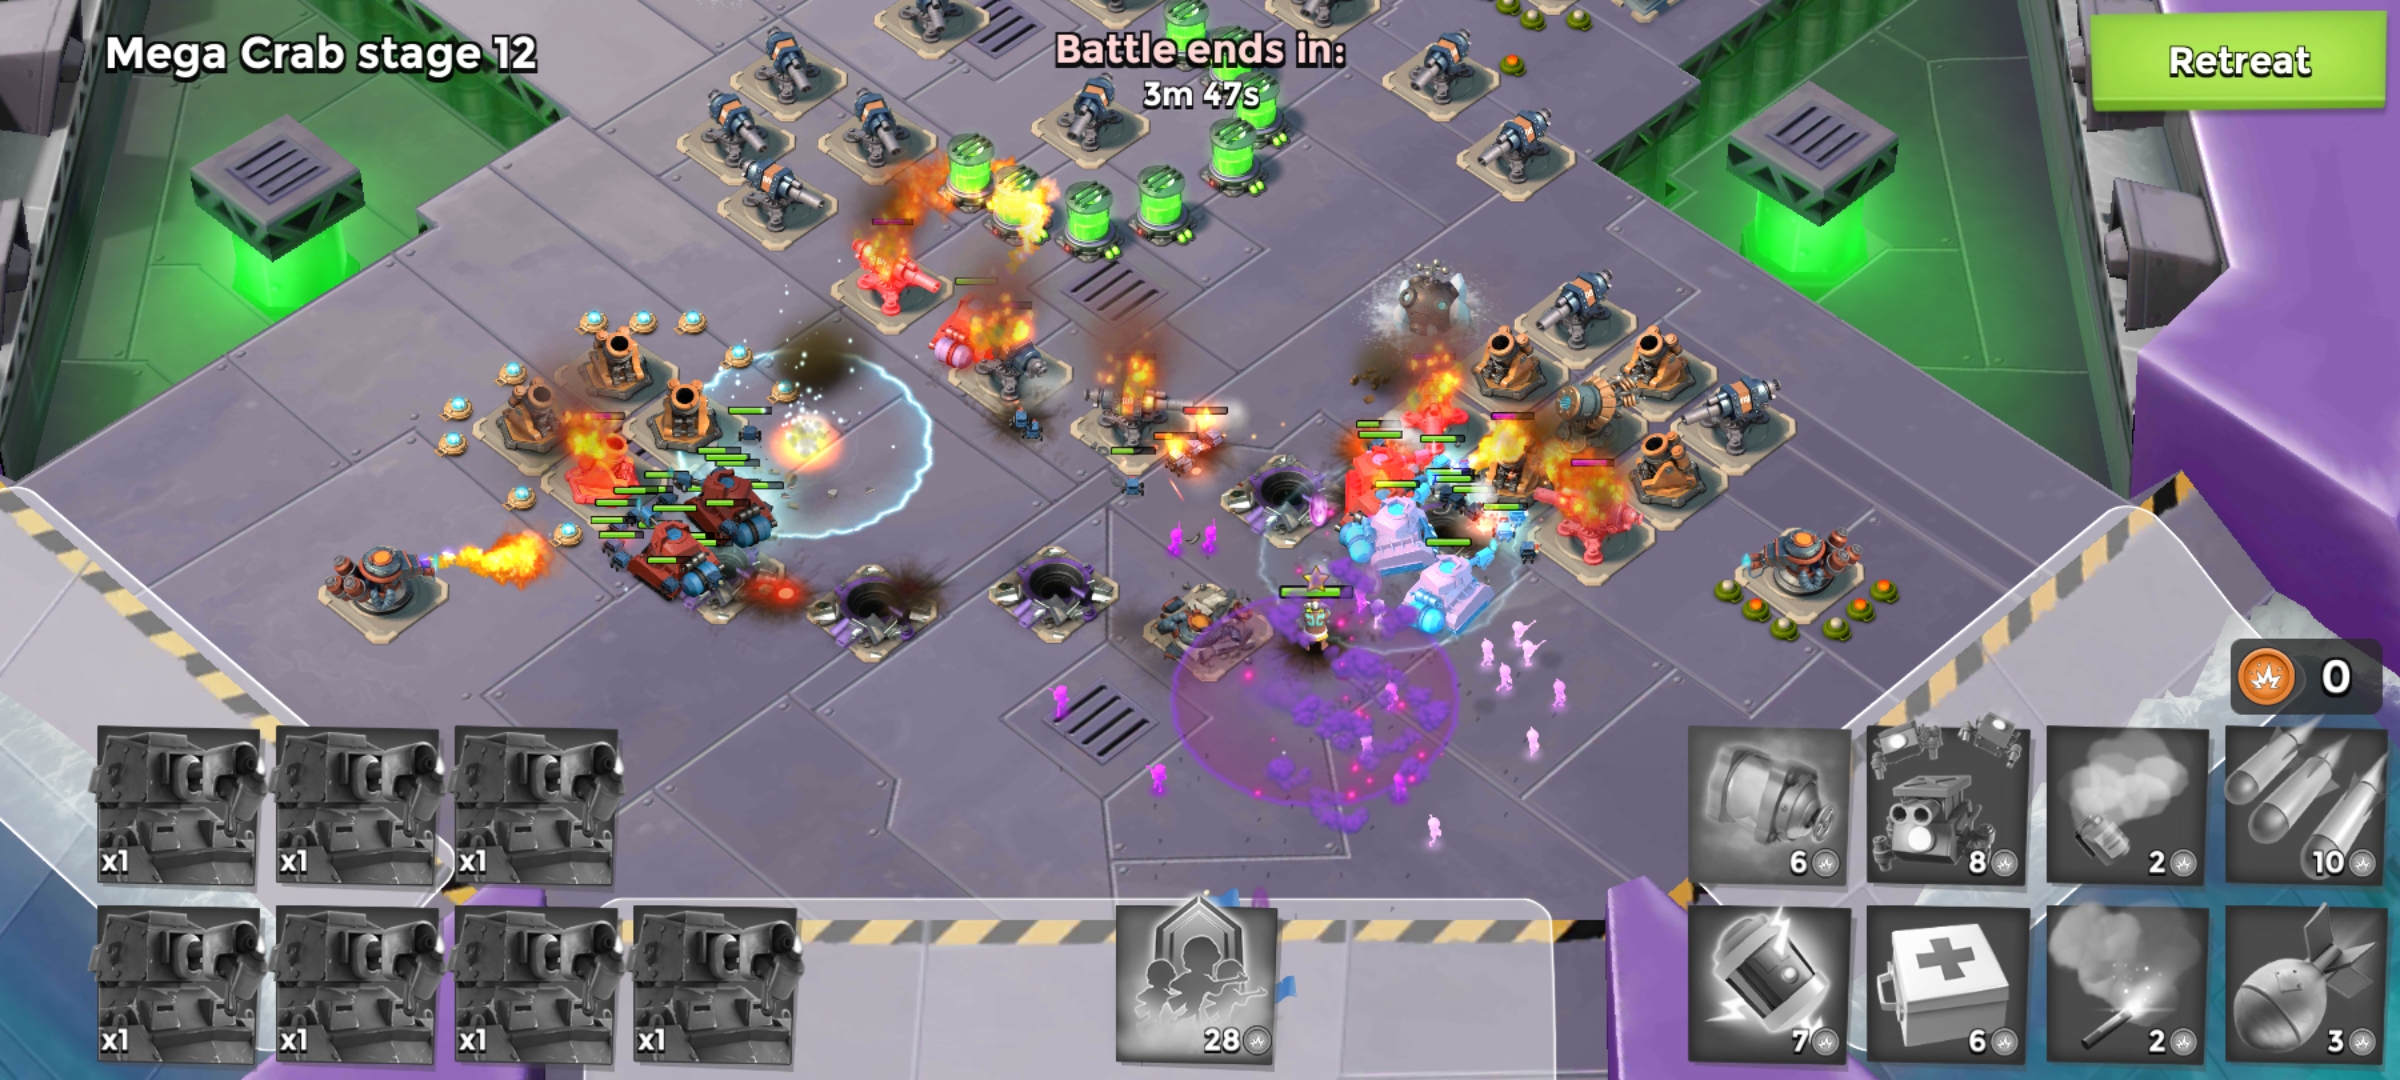 Mega Crab stage 12
Battle ends in:
3m 47s
Retreat
0
x1
x1
x1
6
8
2
10
x1
x1
x1
x1
28
7
6
2
3